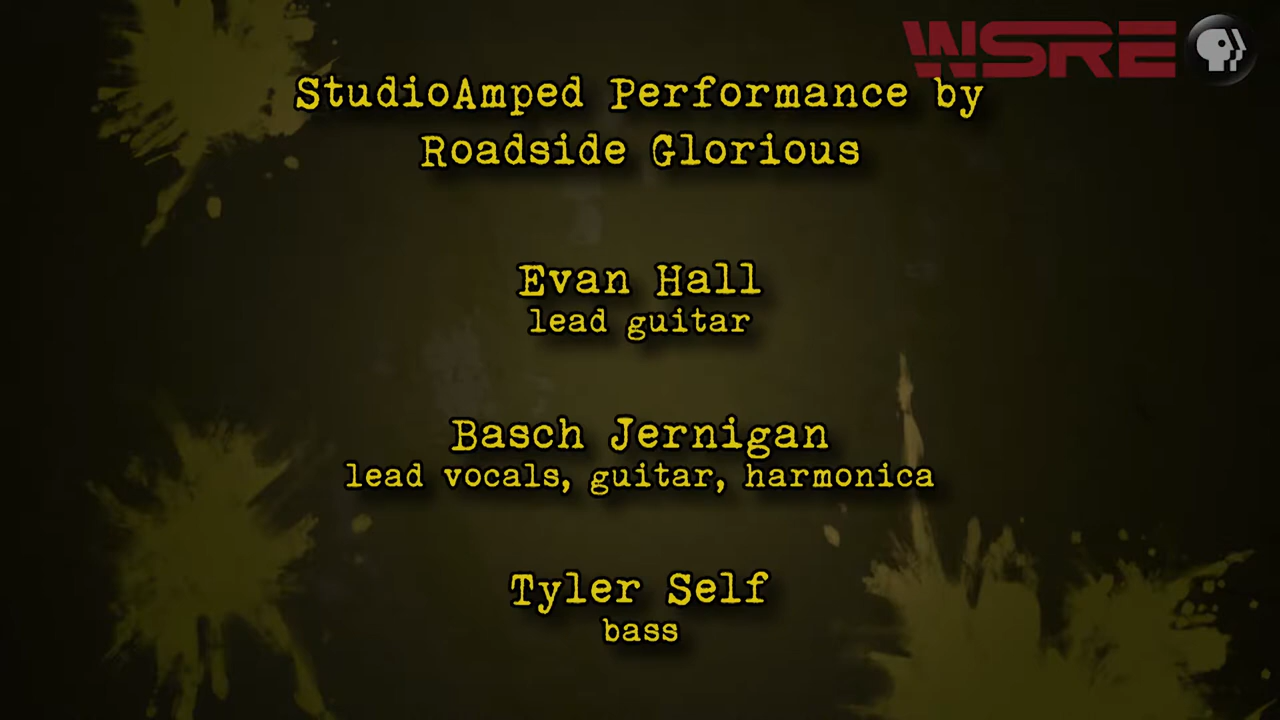 WSRE
StudioAmped Performance by
Roadside Glorious
Evan Hall
lead guitar
Basch Jernigan
lead vocals, guitar, harmonica
Tyler Self
bass